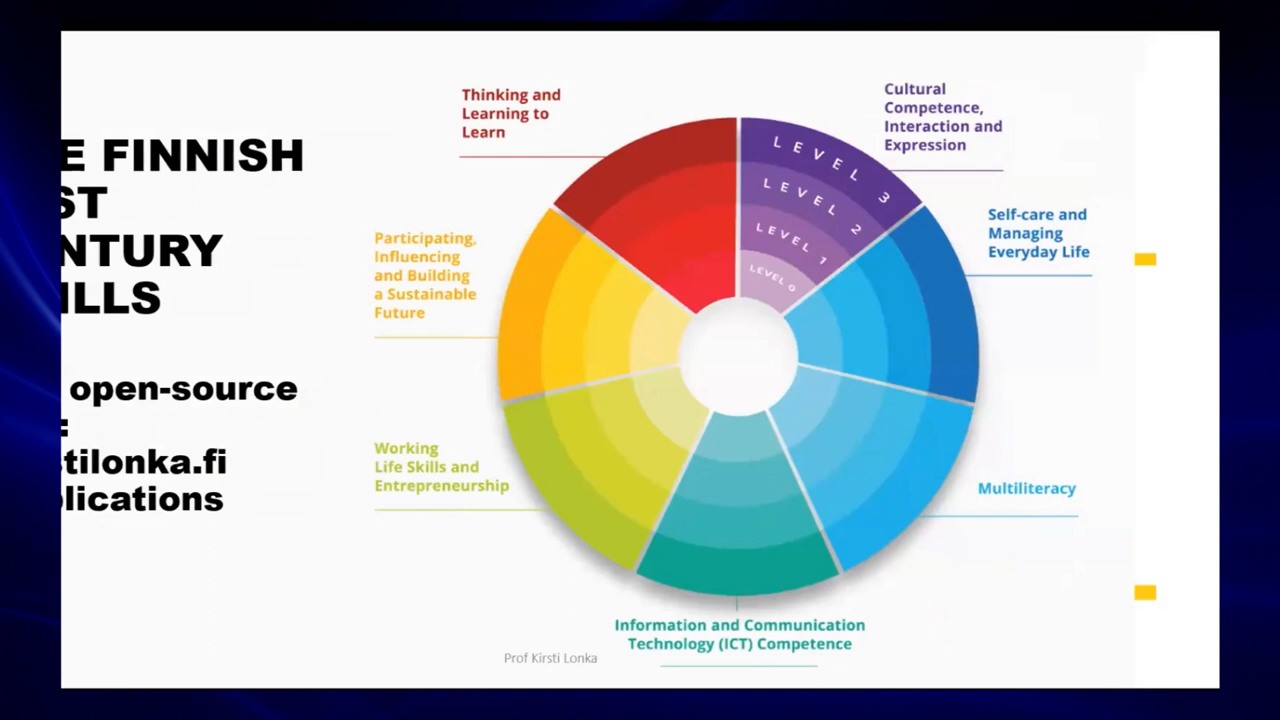 E FINNISH
ST
NTURY
ILLS
open-source
:
stilonka.fi
plications
Thinking and
Learning to
Learn
Cultural
Competence,
Interaction and
Expression
LEVEL 3
LEVEL 2
LEVEL 1
LEVEL 0
Self-care and
Managing
Everyday Life
Participating,
Influencing
and Building
a Sustainable
Future
Working
Life Skills and
Entrepreneurship
Multiliteracy
Information and Communication
Technology (ICT) Competence
Prof Kirsti Lonka